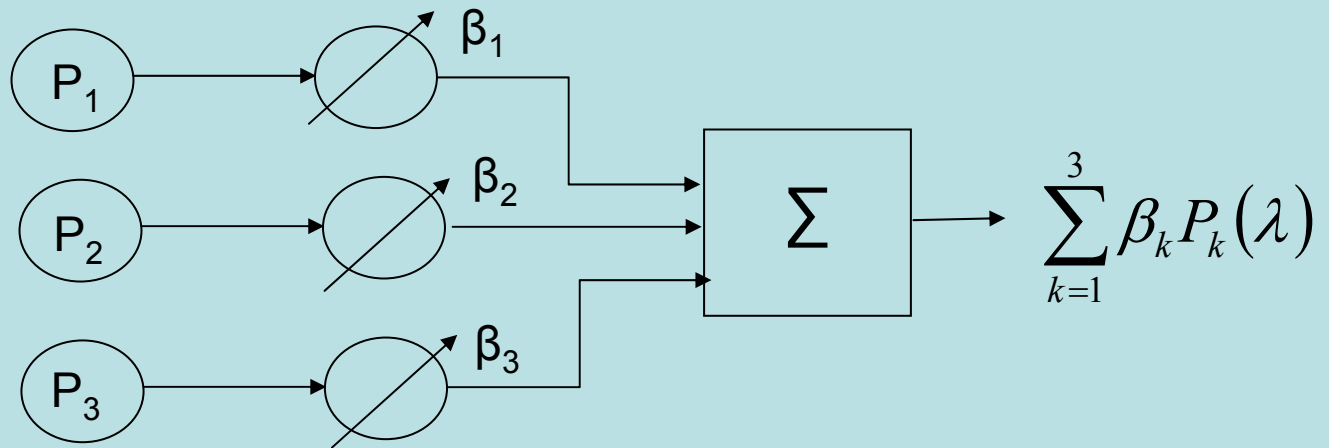 P₁
β₁
P₂
β₂
P₃
β₃
Σ
∑_{k=1}^{3} β_k P_k(λ)